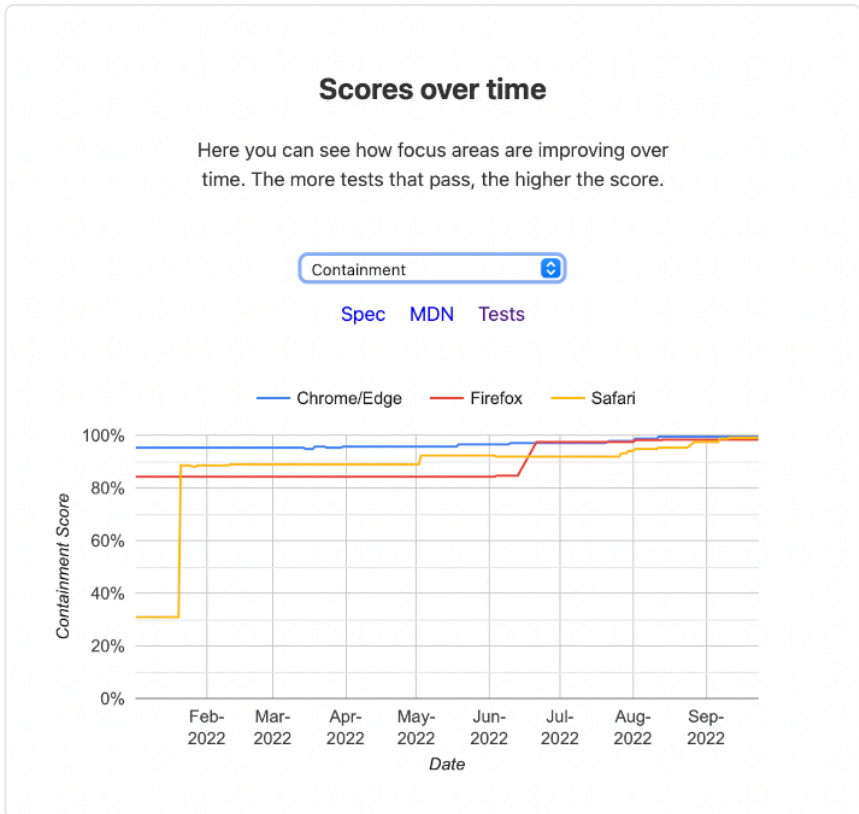 Scores over time
Here you can see how focus areas are improving over
time. The more tests that pass, the higher the score.
Containment
Spec MDN Tests
Chrome/Edge Firefox Safari
100%
80%
60%
40%
20%
0%
Containment Score
Feb-2022 Mar-2022 Apr-2022 May-2022 Jun-2022 Jul-2022 Aug-2022 Sep-2022
Date